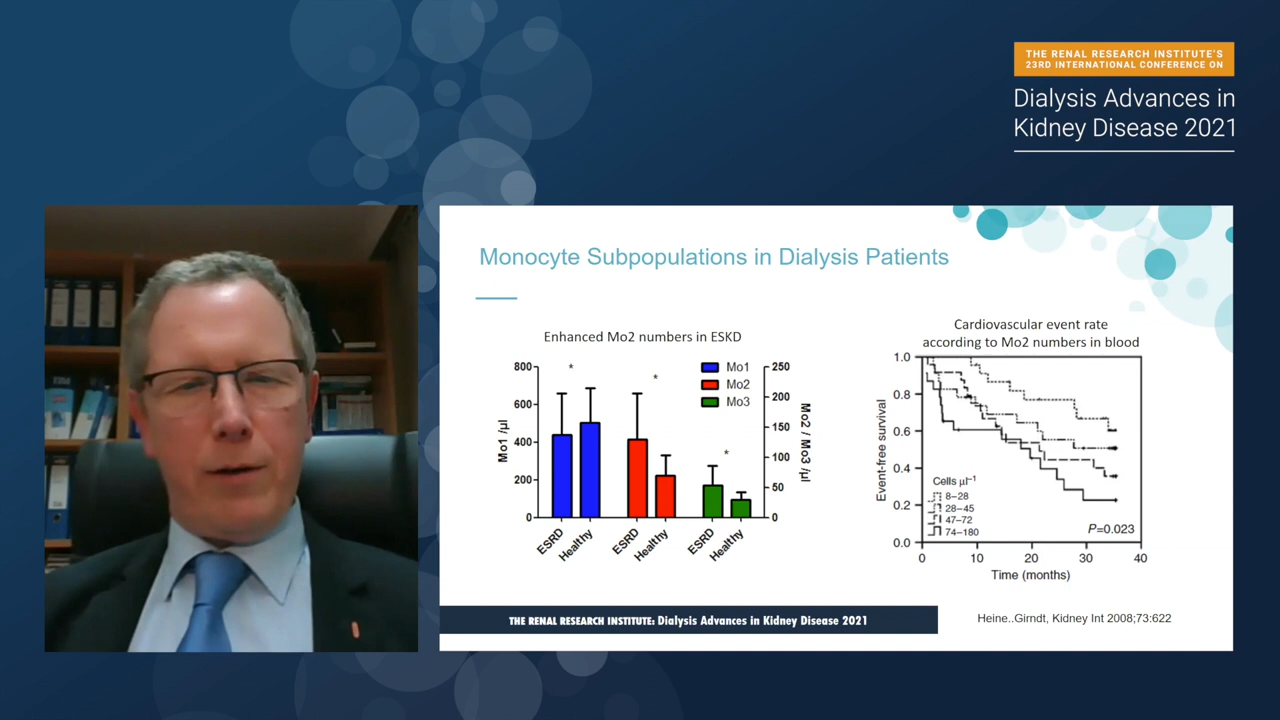 THE RENAL RESEARCH INSTITUTE'S
23RD INTERNATIONAL CONFERENCE ON
Dialysis Advances in
Kidney Disease 2021
Monocyte Subpopulations in Dialysis Patients
Enhanced Mo2 numbers in ESKD
800
600
400
200
0
Mo1 /µl
*
*
*
Mo1
Mo2
Mo3
250
200
150
100
50
0
Mo2 / Mo3 /µl
ESRD
Healthy
ESRD
Healthy
ESRD
Healthy
Cardiovascular event rate
according to Mo2 numbers in blood
1.0
0.8
0.6
0.4
0.2
0.0
Event-free survival
Cells µl⁻¹
8–28
28–45
47–72
74–180
P=0.023
0
10
20
30
40
Time (months)
THE RENAL RESEARCH INSTITUTE: Dialysis Advances in Kidney Disease 2021
Heine..Girndt, Kidney Int 2008;73:622